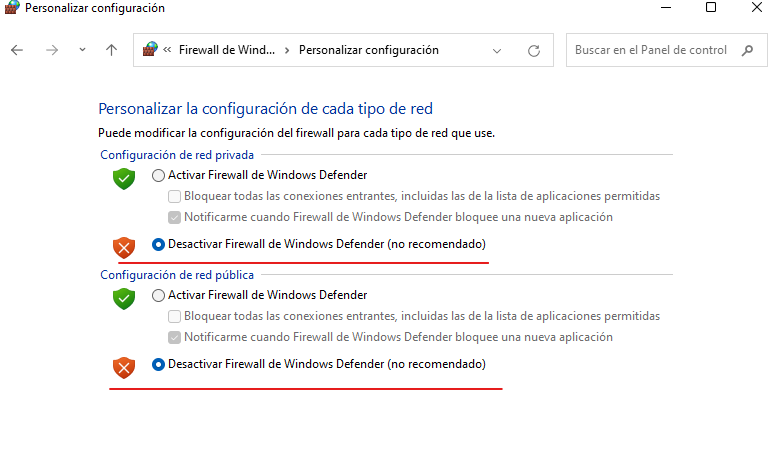 Personalizar configuración
« Firewall de Wind... > Personalizar configuración
Buscar en el Panel de control
Personalizar la configuración de cada tipo de red
Puede modificar la configuración del firewall para cada tipo de red que use.
Configuración de red privada
Activar Firewall de Windows Defender
Bloquear todas las conexiones entrantes, incluidas las de la lista de aplicaciones permitidas
Notificarme cuando Firewall de Windows Defender bloquee una nueva aplicación
Desactivar Firewall de Windows Defender (no recomendado)
Configuración de red pública
Activar Firewall de Windows Defender
Bloquear todas las conexiones entrantes, incluidas las de la lista de aplicaciones permitidas
Notificarme cuando Firewall de Windows Defender bloquee una nueva aplicación
Desactivar Firewall de Windows Defender (no recomendado)